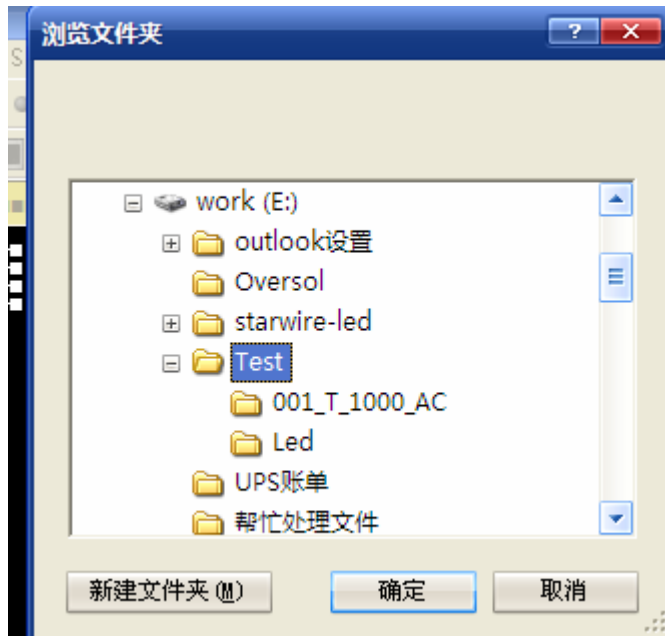 浏览文件夹
S
work (E:)
outlook设置
Oversol
starwire-led
Test
001_T_1000_AC
Led
UPS账单
帮忙处理文件
新建文件夹(M) 确定 取消